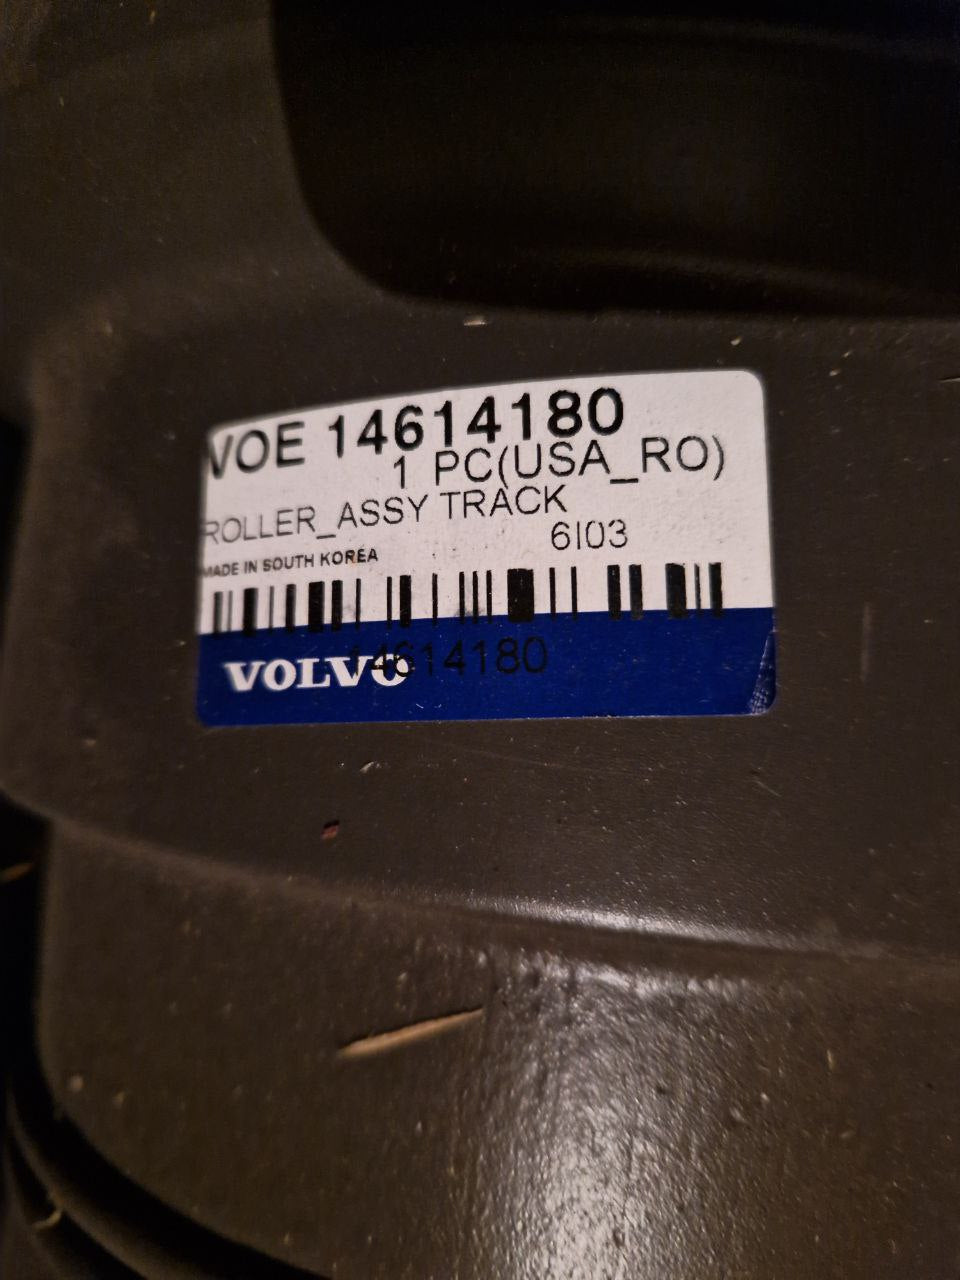 VOE 14614180
1 PC(USA_RO)
ROLLER_ASSY TRACK
6I03
MADE IN SOUTH KOREA
14614180
VOLVO